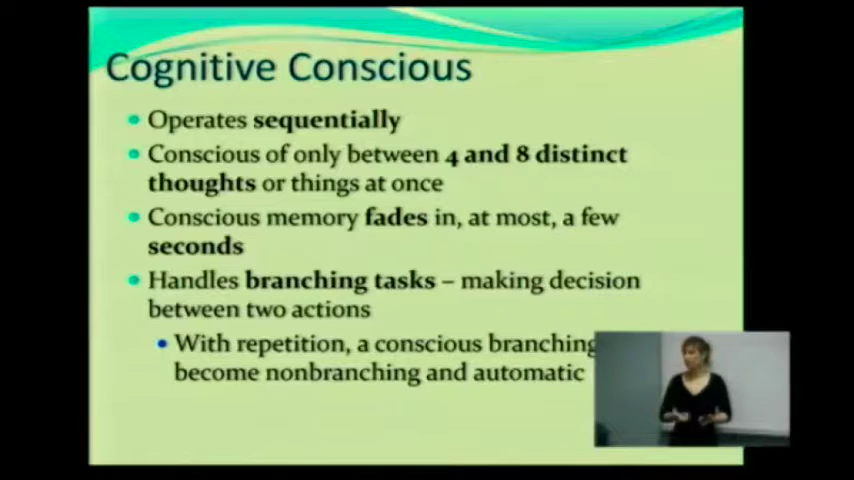 Cognitive Conscious
Operates sequentially
Conscious of only between 4 and 8 distinct
thoughts or things at once
Conscious memory fades in, at most, a few
seconds
Handles branching tasks – making decision
between two actions
With repetition, a conscious branching
become nonbranching and automatic